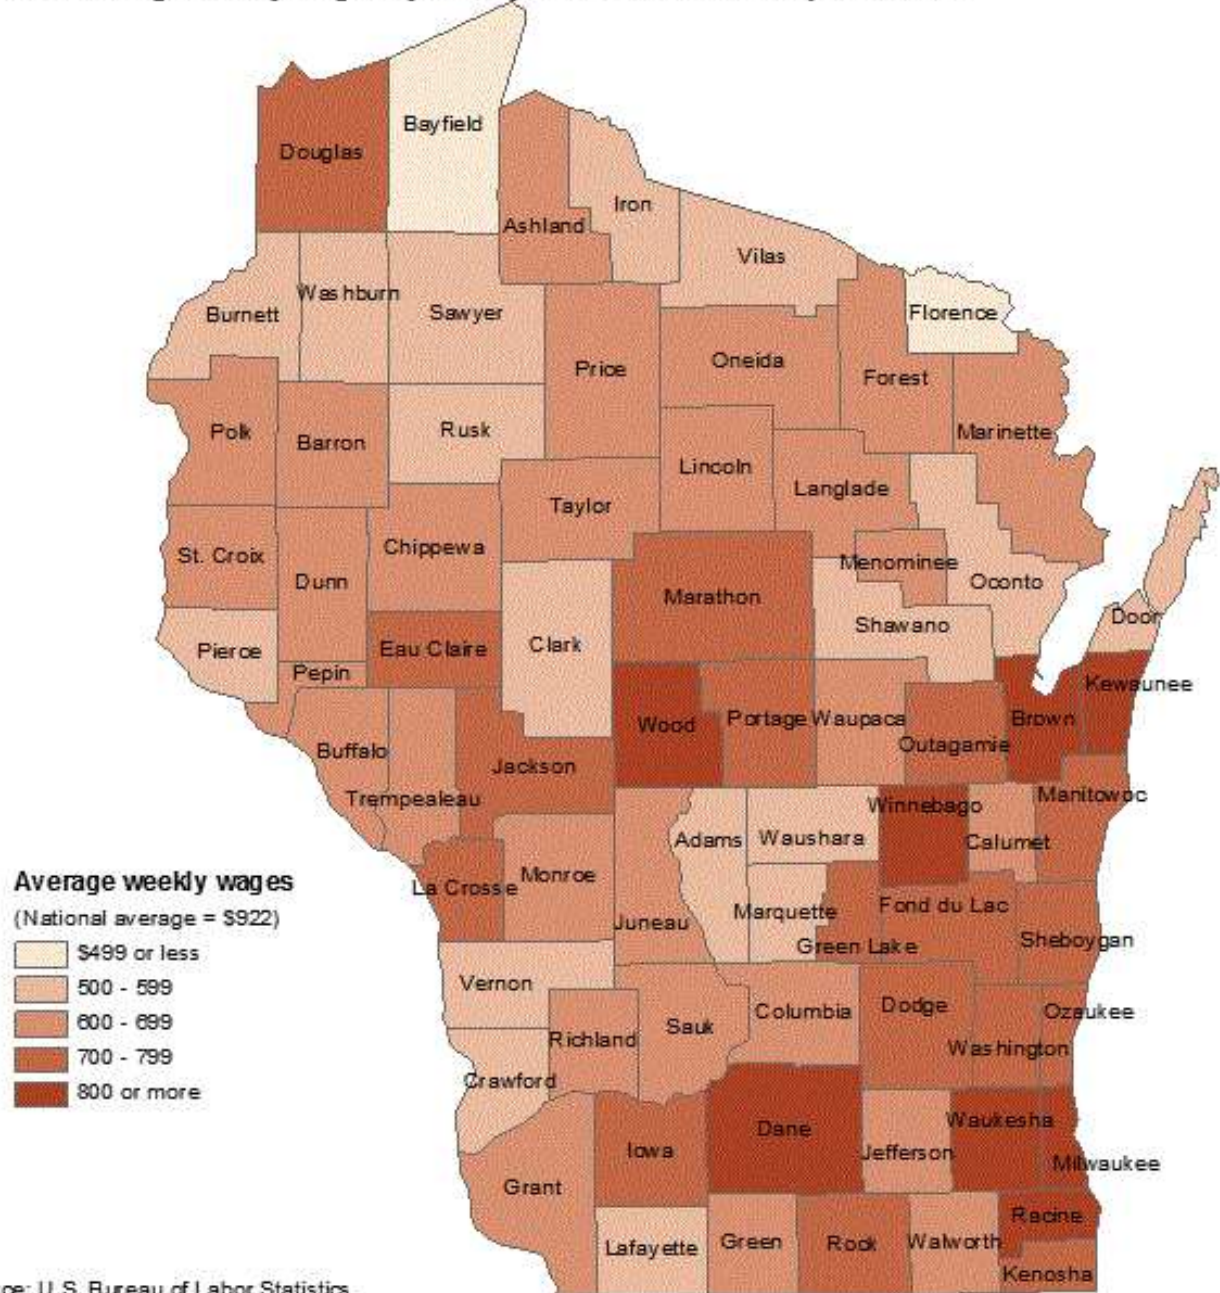 Bayfield
Douglas
Iron
Ashland
Vilas
Washburn
Burnett
Sawyer
Florence
Price
Oneida
Forest
Polk
Barron
Rusk
Marinette
Lincoln
Langlade
Taylor
St. Croix
Chippewa
Dunn
Menominee
Oconto
Marathon
Door
Shawano
Pierce
Eau Claire
Clark
Pepin
Kewaunee
Wood
Portage
Waupaca
Brown
Outagamie
Buffalo
Jackson
Trempealeau
Manitowoc
Winnebago
Adams
Waushara
Calumet
Average weekly wages
(National average = $922)
$499 or less
500 - 599
600 - 699
700 - 799
800 or more
La Crosse
Monroe
Juneau
Marquette
Fond du Lac
Green Lake
Sheboygan
Vernon
Columbia
Dodge
Ozaukee
Richland
Sauk
Washington
Crawford
Waukesha
Dane
Iowa
Jefferson
Milwaukee
Grant
Racine
Lafayette
Green
Rock
Walworth
Kenosha
U.S. Bureau of Labor Statistics